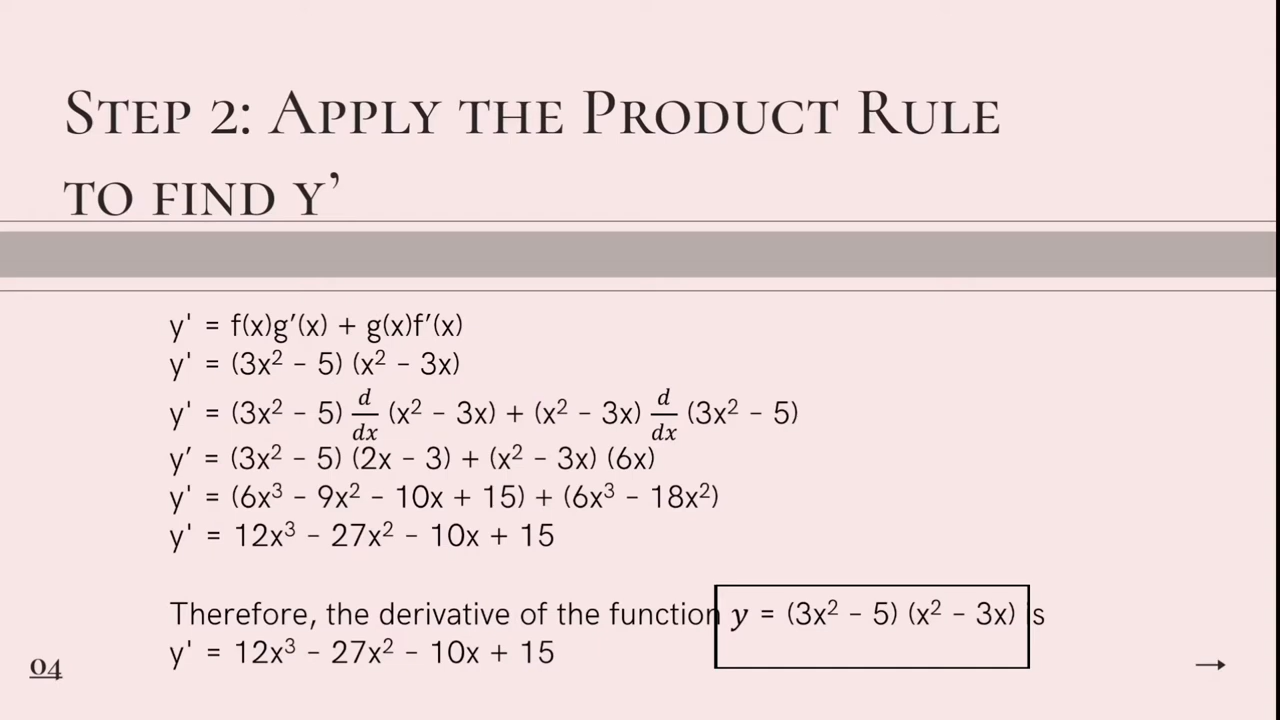 Step 2: Apply the Product Rule
to find y’
y' = f(x)g’(x) + g(x)f’(x)
y' = (3x² – 5) (x² – 3x)
y' = (3x² – 5) d/dx (x² – 3x) + (x² – 3x) d/dx (3x² – 5)
y’ = (3x² – 5) (2x – 3) + (x² – 3x) (6x)
y' = (6x³ – 9x² – 10x + 15) + (6x³ – 18x²)
y' = 12x³ – 27x² – 10x + 15
Therefore, the derivative of the function y = (3x² – 5) (x² – 3x) is
y' = 12x³ – 27x² – 10x + 15
04